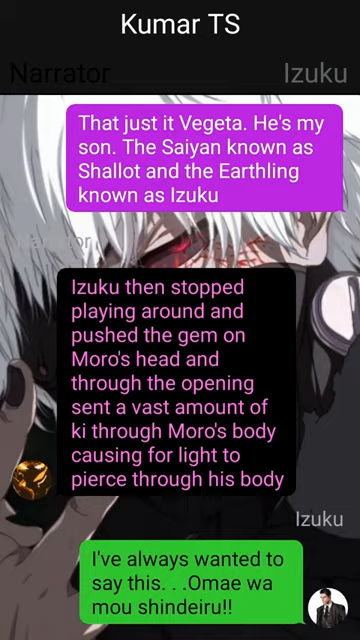 Kumar TS
Narrator
Izuku
That just it Vegeta. He's my
son. The Saiyan known as
Shallot and the Earthling
known as Izuku
Narrator
Izuku then stopped
playing around and
pushed the gem on
Moro's head and
through the opening
sent a vast amount of
ki through Moro's body
causing for light to
pierce through his body
Izuku
I've always wanted to
say this. . .Omae wa
mou shindeiru!!